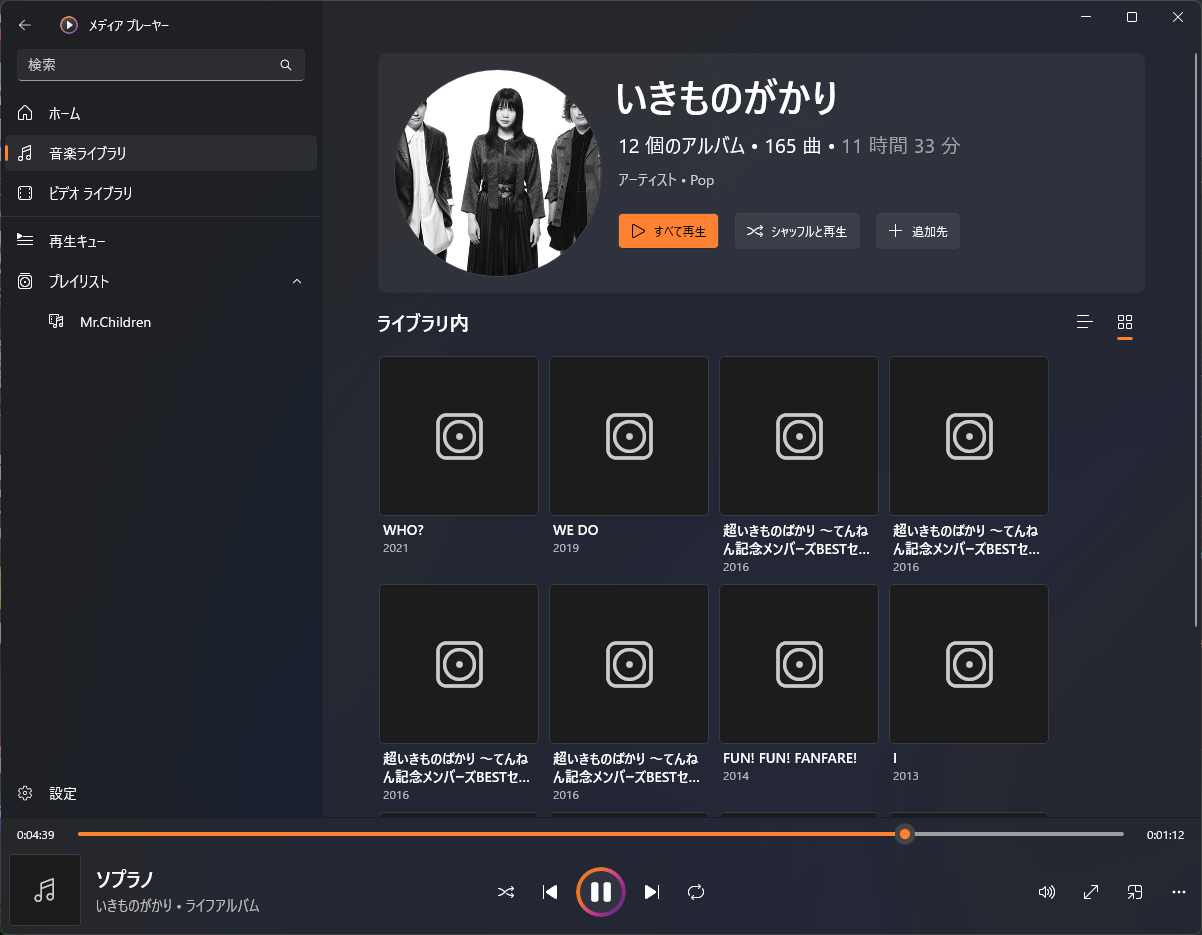 メディア プレーヤー
検索
ホーム
音楽ライブラリ
ビデオ ライブラリ
再生キュー
プレイリスト
Mr.Children
設定
いきものがかり
12 個のアルバム • 165 曲 • 11 時間 33 分
アーティスト • Pop
すべて再生
シャッフルと再生
追加先
ライブラリ内
WHO?
2021
WE DO
2019
超いきものばかり ～てんね
ん記念メンバーズBESTセ...
2016
超いきものばかり ～てんね
ん記念メンバーズBESTセ...
2016
超いきものばかり ～てんね
ん記念メンバーズBESTセ...
2016
超いきものばかり ～てんね
ん記念メンバーズBESTセ...
2016
FUN! FUN! FANFARE!
2014
I
2013
0:04:39
0:01:12
ソプラノ
いきものがかり • ライフアルバム